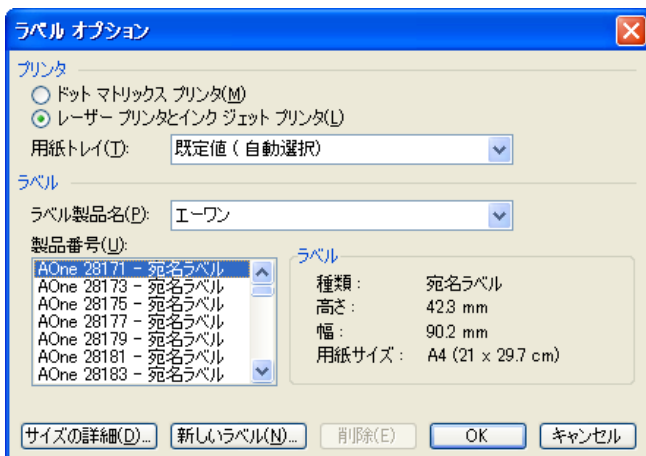 ラベル オプション
プリンタ
ドット マトリックス プリンタ(M)
レーザー プリンタとインク ジェット プリンタ(L)
用紙トレイ(T): 既定値 ( 自動選択)
ラベル
ラベル製品名(P): エーワン
製品番号(U):
AOne 28171 - 宛名ラベル
AOne 28173 - 宛名ラベル
AOne 28175 - 宛名ラベル
AOne 28177 - 宛名ラベル
AOne 28179 - 宛名ラベル
AOne 28181 - 宛名ラベル
AOne 28183 - 宛名ラベル
ラベル
種類 : 宛名ラベル
高さ : 42.3 mm
幅 : 90.2 mm
用紙サイズ : A4 (21 x 29.7 cm)
サイズの詳細(D)... 新しいラベル(N)... 削除(E) OK キャンセル